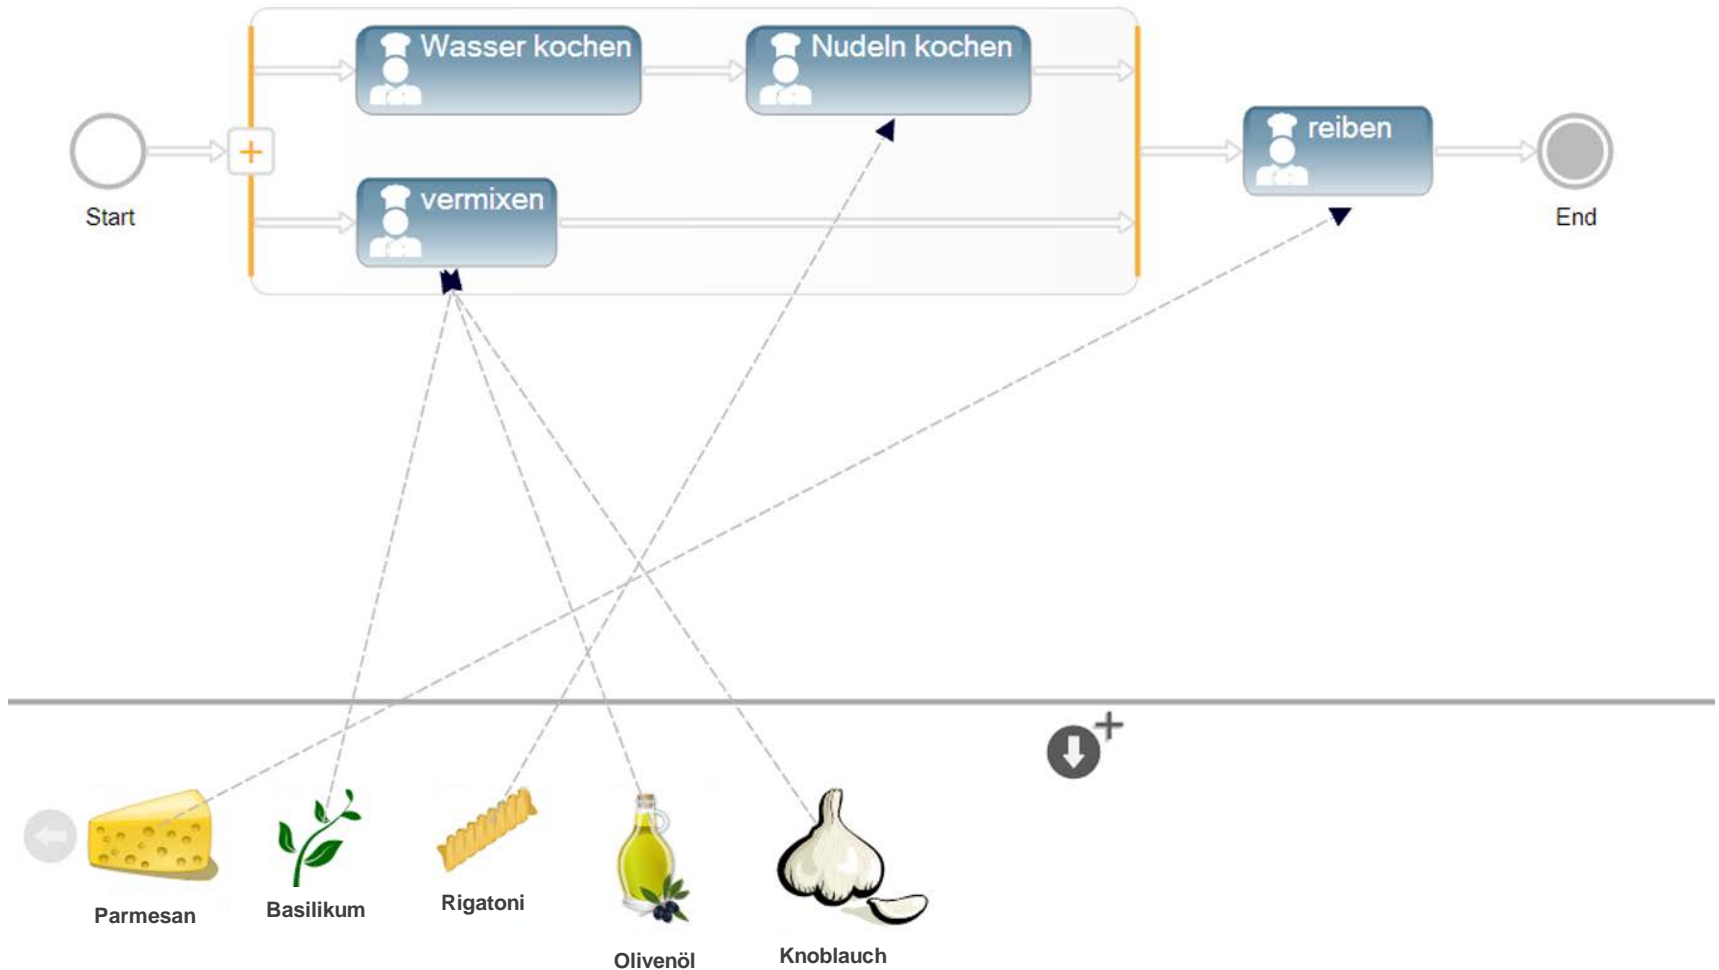 Wasser kochen
Nudeln kochen
reiben
vermixen
Start
End
Parmesan
Basilikum
Rigatoni
Olivenöl
Knoblauch